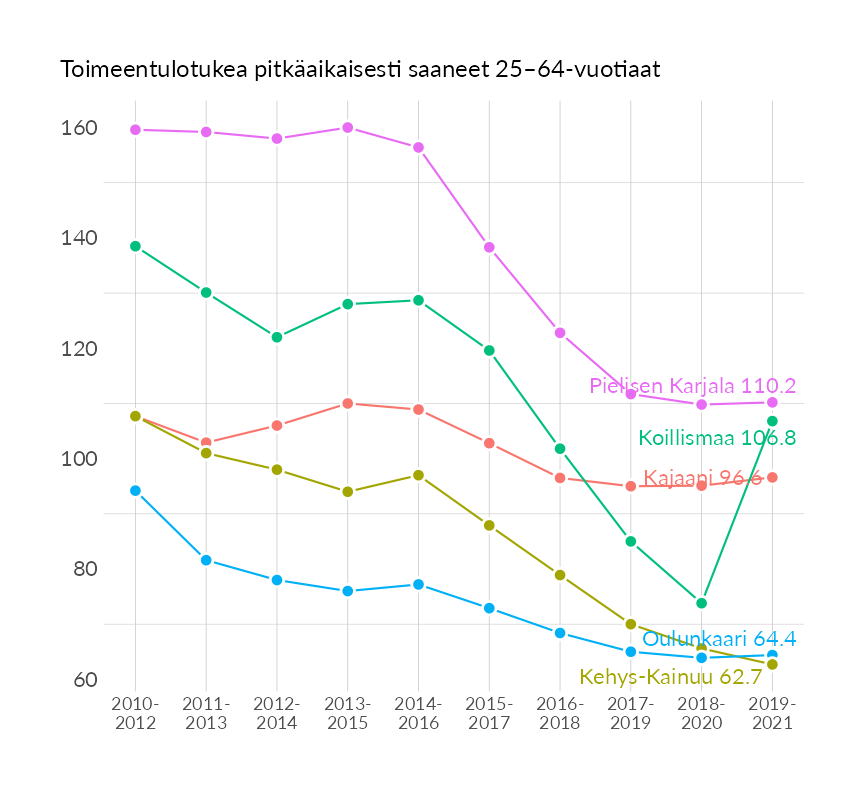 Toimeentulotukea pitkäaikaisesti saaneet 25–64-vuotiaat
160
140
120
100
80
60
Pielisen Karjala 110.2
Koillismaa 106.8
Kajaani 96.6
Oulunkaari 64.4
Kehys-Kainuu 62.7
2010- 2011- 2012- 2013- 2014- 2015- 2016- 2017- 2018- 2019-
2012 2013 2014 2015 2016 2017 2018 2019 2020 2021